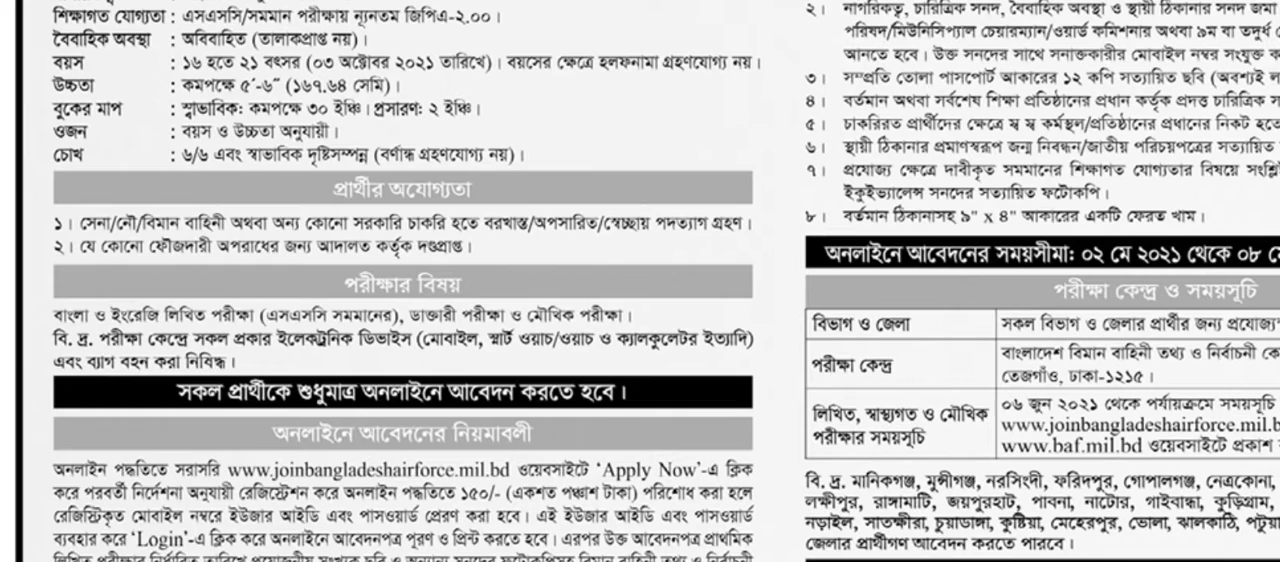 শিক্ষাগত যোগ্যতা : এসএসসি/সমমান পরীক্ষায় ন্যূনতম জিপিএ-২.০০।
বৈবাহিক অবস্থা : অবিবাহিত (তালাকপ্রাপ্ত নয়)।
বয়স : ১৬ হতে ২১ বৎসর (০৩ অক্টোবর ২০২১ তারিখে)। বয়সের ক্ষেত্রে হলফনামা গ্রহণযোগ্য নয়।
উচ্চতা : কমপক্ষে ৫´-৬˝ (১৬৭.৬৪ সেমি)।
বুকের মাপ : স্বাভাবিক: কমপক্ষে ৩০ ইঞ্চি। প্রসারণ: ২ ইঞ্চি।
ওজন : বয়স ও উচ্চতা অনুযায়ী।
চোখ : ৬/৬ এবং স্বাভাবিক দৃষ্টিসম্পন্ন (বর্ণান্ধ গ্রহণযোগ্য নয়)।
প্রার্থীর অযোগ্যতা
১। সেনা/নৌ/বিমান বাহিনী অথবা অন্য কোনো সরকারি চাকরি হতে বরখাস্ত/অপসারিত/স্বেচ্ছায় পদত্যাগ গ্রহণ।
২। যে কোনো ফৌজদারী অপরাধের জন্য আদালত কর্তৃক দণ্ডপ্রাপ্ত।
পরীক্ষার বিষয়
বাংলা ও ইংরেজি লিখিত পরীক্ষা (এসএসসি সমমানের), ডাক্তারী পরীক্ষা ও মৌখিক পরীক্ষা।
বি. দ্র. পরীক্ষা কেন্দ্রে সকল প্রকার ইলেকট্রনিক ডিভাইস (মোবাইল, স্মার্ট ওয়াচ/ওয়াচ ও ক্যালকুলেটর ইত্যাদি)
এবং ব্যাগ বহন করা নিষিদ্ধ।
সকল প্রার্থীকে শুধুমাত্র অনলাইনে আবেদন করতে হবে।
অনলাইনে আবেদনের নিয়মাবলী
অনলাইন পদ্ধতিতে সরাসরি www.joinbangladeshairforce.mil.bd ওয়েবসাইটে ‘Apply Now’-এ ক্লিক
করে পরবর্তী নির্দেশনা অনুযায়ী রেজিস্ট্রেশন করে অনলাইন পদ্ধতিতে ১৫০/- (একশত পঞ্চাশ টাকা) পরিশোধ করা হলে
রেজিস্ট্রিকৃত মোবাইল নম্বরে ইউজার আইডি এবং পাসওয়ার্ড প্রেরণ করা হবে। এই ইউজার আইডি এবং পাসওয়ার্ড
ব্যবহার করে ‘Login’-এ ক্লিক করে অনলাইনে আবেদনপত্র পূরণ ও প্রিন্ট করতে হবে। এরপর উক্ত আবেদনপত্র প্রাথমিক
২। নাগরিকত্ব, চারিত্রিক সনদ, বৈবাহিক অবস্থা ও স্থায়ী ঠিকানার সনদ জমা
পরিষদ/মিউনিসিপ্যাল চেয়ারম্যান/ওয়ার্ড কমিশনার অথবা ৯ম বা তদূর্ধ
আনতে হবে। উক্ত সনদের সাথে সনাক্তকারীর মোবাইল নম্বর সংযুক্ত
৩। সম্প্রতি তোলা পাসপোর্ট আকারের ১২ কপি সত্যায়িত ছবি (অবশ্যই
৪। বর্তমান অথবা সর্বশেষ শিক্ষা প্রতিষ্ঠানের প্রধান কর্তৃক প্রদত্ত চারিত্রিক
৫। চাকরিরত প্রার্থীদের ক্ষেত্রে স্ব স্ব কর্মস্থল/প্রতিষ্ঠানের প্রধানের নিকট হতে
৬। স্থায়ী ঠিকানার প্রমাণস্বরূপ জন্ম নিবন্ধন/জাতীয় পরিচয়পত্রের সত্যায়িত
৭। প্রযোজ্য ক্ষেত্রে দাবীকৃত সমমানের শিক্ষাগত যোগ্যতার বিষয়ে
ইকুইভ্যালেন্স সনদের সত্যায়িত ফটোকপি।
৮। বর্তমান ঠিকানাসহ ৯" x ৪" আকারের একটি ফেরত খাম।
অনলাইনে আবেদনের সময়সীমা: ০২ মে ২০২১ থেকে ০৮
পরীক্ষা কেন্দ্র ও সময়সূচি
বিভাগ ও জেলা সকল বিভাগ ও জেলার প্রার্থীর জন্য প্রযোজ্য
পরীক্ষা কেন্দ্র বাংলাদেশ বিমান বাহিনী তথ্য ও নির্বাচনী
তেজগাঁও, ঢাকা-১২১৫।
লিখিত, স্বাস্থ্যগত ও মৌখিক পরীক্ষার সময়সূচি ০৬ জুন ২০২১ থেকে পর্যায়ক্রমে সময়সূচি
www.joinbangladeshairforce.mil.b
www.baf.mil.bd ওয়েবসাইটে প্রকাশ
বি. দ্র. মানিকগঞ্জ, মুন্সীগঞ্জ, নরসিংদী, ফরিদপুর, গোপালগঞ্জ, নেত্রকোনা,
লক্ষীপুর, রাঙ্গামাটি, জয়পুরহাট, পাবনা, নাটোর, গাইবান্ধা, কুড়িগ্রাম,
নড়াইল, সাতক্ষীরা, চুয়াডাঙ্গা, কুষ্টিয়া, মেহেরপুর, ভোলা, ঝালকাঠি,
জেলার প্রার্থীগণ আবেদন করতে পারবে।